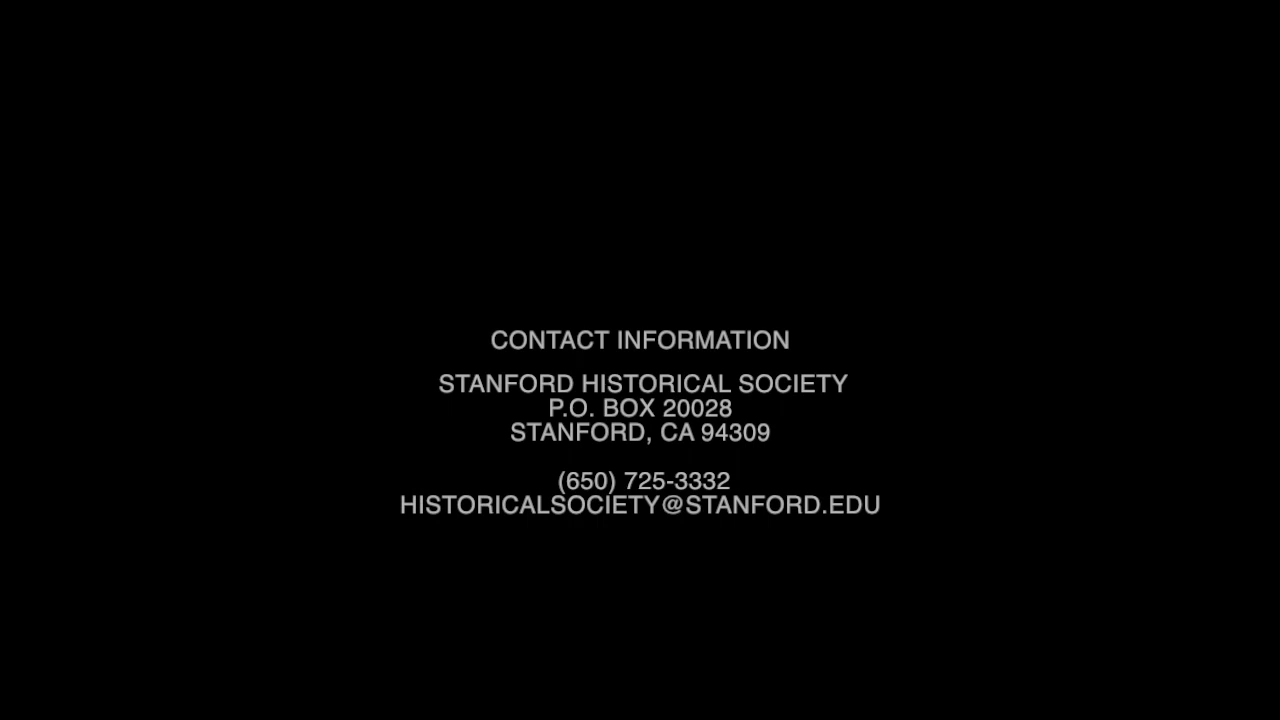 CONTACT INFORMATION
STANFORD HISTORICAL SOCIETY
P.O. BOX 20028
STANFORD, CA 94309
(650) 725-3332
HISTORICALSOCIETY@STANFORD.EDU